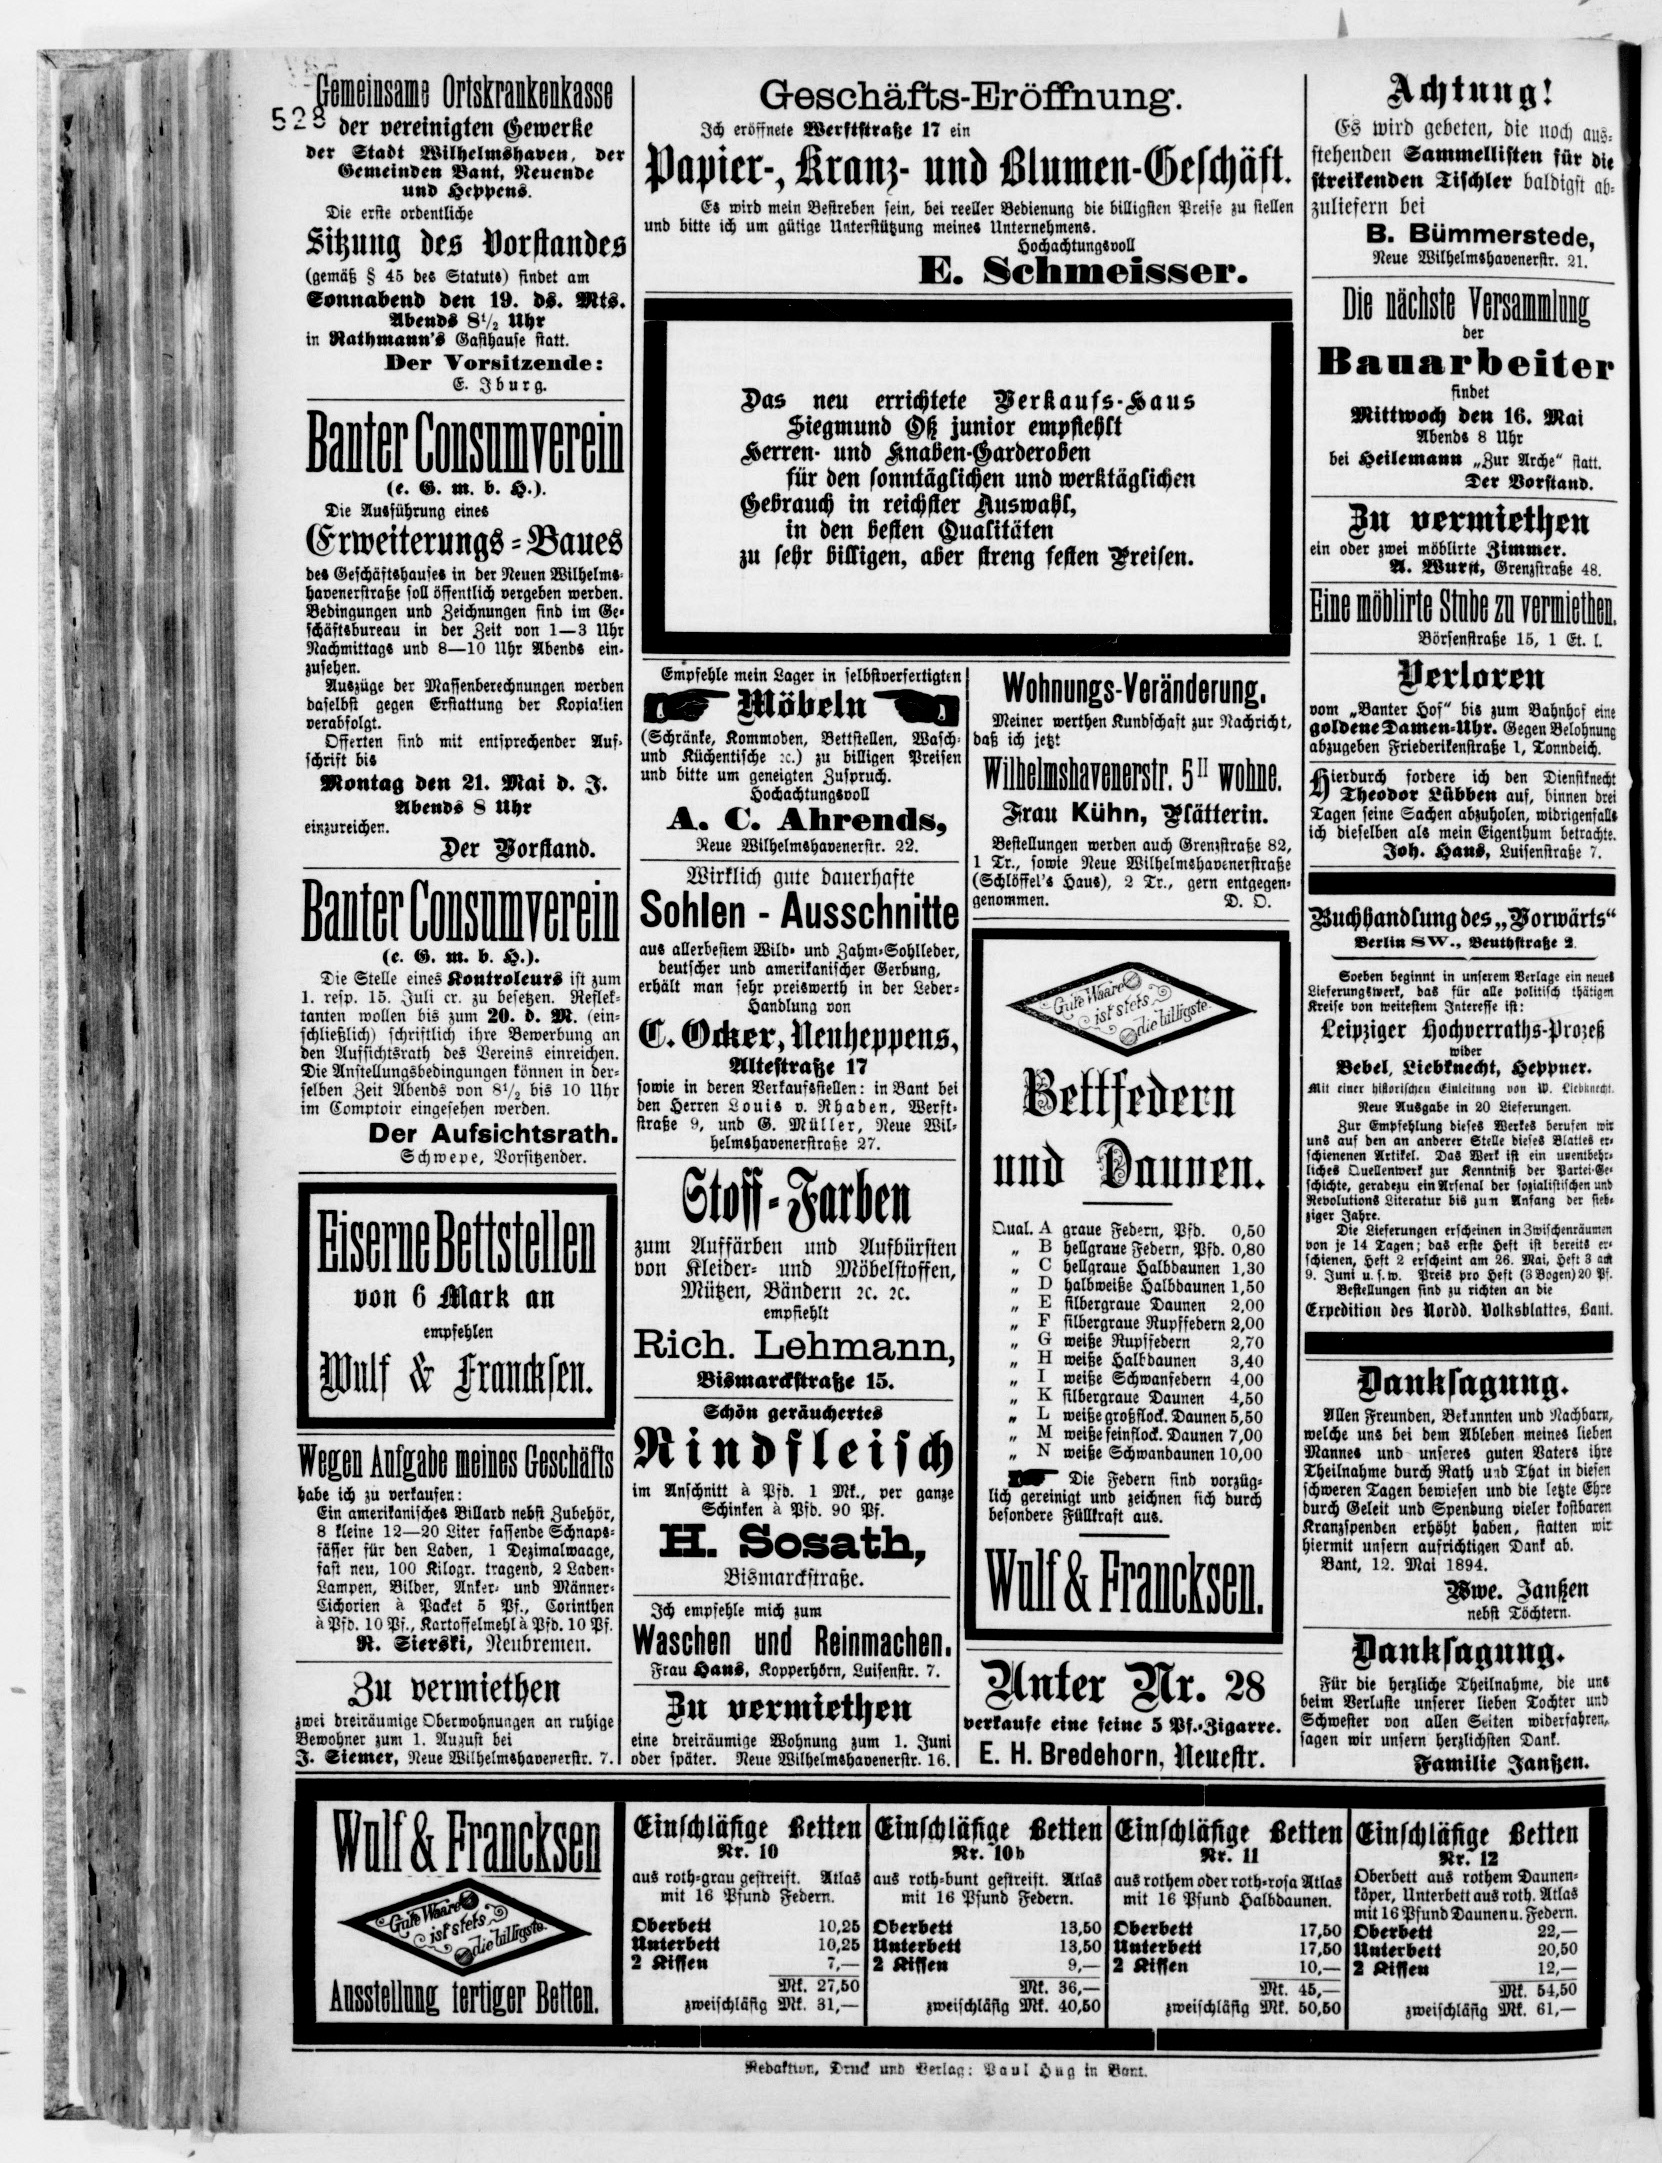 528
Gemeinsame Ortskrankenkasse
der vereinigten Gewerke
der Stadt Wilhelmshaven, der
Gemeinden Bant, Neuende
und Heppens.
Die erste ordentliche
Sitzung des Vorstandes
(gemäß § 45 des Statuts) findet am
Sonnabend den 19. ds. Mts.
Abends 8½ Uhr
in Rathmann's Gasthause statt.
Der Vorsitzende:
E. Iburg.
Banter Consumverein
(e. G. m. b. H.).
Die Ausführung eines
Erweiterungs-Baues
des Geschäftshauses in der Neuen Wilhelms-
havenerstraße soll öffentlich vergeben werden.
Bedingungen und Zeichnungen sind im Ge-
schäftsbureau in der Zeit von 1—3 Uhr
Nachmittags und 8—10 Uhr Abends ein-
zusehen.
Auszüge der Massenberechnungen werden
daselbst gegen Erstattung der Kopialien
verabfolgt.
Offerten sind mit entsprechender Auf-
schrift bis
Montag den 21. Mai d. J.
Abends 8 Uhr
einzureichen.
Der Vorstand.
Banter Consumverein
(e. G. m. b. H.).
Die Stelle eines Kontroleurs ist zum
1. resp. 15. Juli cr. zu besetzen. Reflek-
tanten wollen bis zum 20. d. M. (ein-
schließlich) schriftlich ihre Bewerbung an
den Aufsichtsrath des Vereins einreichen.
Die Anstellungsbedingungen können in der-
selben Zeit Abends von 8½ bis 10 Uhr
im Comptoir eingesehen werden.
Der Aufsichtsrath.
Schwepe, Vorsitzender.
Eiserne Bettstellen
von 6 Mark an
empfehlen
Wulf & Francksen.
Wegen Aufgabe meines Geschäfts
habe ich zu verkaufen:
Ein amerikanisches Billard nebst Zubehör,
8 kleine 12—20 Liter fassende Schnaps-
fässer für den Laden, 1 Dezimalwaage,
fast neu, 100 Kilogr. tragend, 2 Laden-
Lampen, Bilder, Anker- und Männer-
Cichorien à Packet 5 Pf., Corinthen
à Pfd. 10 Pf., Kartoffelmehl à Pfd. 10 Pf.
R. Sierski, Neubremen.
Zu vermiethen
zwei dreiräumige Oberwohnungen an ruhige
Bewohner zum 1. August bei
J. Siemer, Neue Wilhelmshavenerstr. 7.
Geschäfts-Eröffnung.
Ich eröffnete Werftstraße 17 ein
Papier-, Kranz- und Blumen-Geschäft.
Es wird mein Bestreben sein, bei reeller Bedienung die billigsten Preise zu stellen
und bitte ich um gütige Unterstützung meines Unternehmens.
Hochachtungsvoll
E. Schmeisser.
Das neu errichtete Verkaufs-Haus
Siegmund Oß junior empfiehlt
Herren- und Knaben-Garderoben
für den sonntäglichen und werktäglichen
Gebrauch in reichster Auswahl,
in den besten Qualitäten
zu sehr billigen, aber streng festen Preisen.
Empfehle mein Lager in selbstverfertigten
Möbeln
(Schränke, Kommoden, Bettstellen, Wasch-
und Küchentische ꝛc.) zu billigen Preisen
und bitte um geneigten Zuspruch.
Hochachtungsvoll
A. C. Ahrends,
Neue Wilhelmshavenerstr. 22.
Wirklich gute dauerhafte
Sohlen - Ausschnitte
aus allerbestem Wild- und Zahm-Sohlleder,
deutscher und amerikanischer Gerbung,
erhält man sehr preiswerth in der Leder-
Handlung von
C. Ocker, Neuheppens,
Altestraße 17
sowie in deren Verkaufsstellen: in Bant bei
den Herren Louis v. Rhaden, Werft-
straße 9, und G. Müller, Neue Wil-
helmshavenerstraße 27.
Stoff-Farben
zum Auffärben und Aufbürsten
von Kleider- und Möbelstoffen,
Mützen, Bändern ꝛc. ꝛc.
empfiehlt
Rich. Lehmann,
Bismarckstraße 15.
Schön geräuchertes
Rindfleisch
im Anschnitt à Pfd. 1 Mk., per ganze
Schinken à Pfd. 90 Pf.
H. Sosath,
Bismarckstraße.
Ich empfehle mich zum
Waschen und Reinmachen.
Frau Haus, Kopperhörn, Luisenstr. 7.
Zu vermiethen
eine dreiräumige Wohnung zum 1. Juni
oder später. Neue Wilhelmshavenerstr. 16.
Wohnungs-Veränderung.
Meiner werthen Kundschaft zur Nachricht,
daß ich jetzt
Wilhelmshavenerstr. 5 II wohne.
Frau Kühn, Plätterin.
Bestellungen werden auch Grenzstraße 82,
1 Tr., sowie Neue Wilhelmshavenerstraße
(Schlöffel's Haus), 2 Tr., gern entgegen-
genommen. D. O.
Gute Waare
ist stets
die billigste.
Bettfedern
und Daunen.
Qual. A graue Federn, Pfd. 0,50
„ B hellgraue Federn, Pfd. 0,80
„ C hellgraue Halbdaunen 1,30
„ D halbweiße Halbdaunen 1,50
„ E silbergraue Daunen 2,00
„ F silbergraue Rupffedern 2,00
„ G weiße Rupffedern 2,70
„ H weiße Halbdaunen 3,40
„ I weiße Schwanfedern 4,00
„ K silbergraue Daunen 4,50
„ L weiße großflock. Daunen 5,50
„ M weiße feinflock. Daunen 7,00
„ N weiße Schwandaunen 10,00
Die Federn sind vorzüg-
lich gereinigt und zeichnen sich durch
besondere Füllkraft aus.
Wulf & Francksen.
Unter Nr. 28
verkaufe eine feine 5 Pf.-Zigarre.
E. H. Bredehorn, Neuestr.
Achtung!
Es wird gebeten, die noch aus-
stehenden Sammellisten für die
streikenden Tischler baldigst ab-
zuliefern bei
B. Bümmerstede,
Neue Wilhelmshavenerstr. 21.
Die nächste Versammlung
der
Bauarbeiter
findet
Mittwoch den 16. Mai
Abends 8 Uhr
bei Heilemann „Zur Arche“ statt.
Der Vorstand.
Zu vermiethen
ein oder zwei möblirte Zimmer.
A. Wurst, Grenzstraße 48.
Eine möblirte Stube zu vermiethen.
Börsenstraße 15, 1 Et. l.
Verloren
vom „Banter Hof“ bis zum Bahnhof eine
goldene Damen-Uhr. Gegen Belohnung
abzugeben Friederikenstraße 1, Tonndeich.
Hierdurch fordere ich den Dienstknecht
Theodor Lübben auf, binnen drei
Tagen seine Sachen abzuholen, widrigenfalls
ich dieselben als mein Eigenthum betrachte.
Joh. Haus, Luisenstraße 7.
Buchhandlung des „Vorwärts“
Berlin SW., Beuthstraße 2.
Soeben beginnt in unserem Verlage ein neues
Lieferungswerk, das für alle politisch thätigen
Kreise von weitestem Interesse ist:
Leipziger Hochverraths-Prozeß
wider
Bebel, Liebknecht, Heppner.
Mit einer historischen Einleitung von W. Liebknecht.
Neue Ausgabe in 20 Lieferungen.
Zur Empfehlung dieses Werkes berufen wir
uns auf den an anderer Stelle dieses Blattes er-
schienenen Artikel. Das Werk ist ein unentbehr-
liches Quellenwerk zur Kenntniß der Partei-Ge-
schichte, geradezu ein Arsenal der sozialistischen und
Revolutions Literatur bis zum Anfang der sieb-
ziger Jahre.
Die Lieferungen erscheinen in Zwischenräumen
von je 14 Tagen; das erste Heft ist bereits er-
schienen, Heft 2 erscheint am 26. Mai, Heft 3 am
9. Juni u. s. w. Preis pro Heft (3 Bogen) 20 Pf.
Bestellungen sind zu richten an die
Expedition des Nordd. Volksblattes, Bant.
Danksagung.
Allen Freunden, Bekannten und Nachbarn,
welche uns bei dem Ableben meines lieben
Mannes und unseres guten Vaters ihre
Theilnahme durch Rath und That in diesen
schweren Tagen bewiesen und die letzte Ehre
durch Geleit und Spendung vieler kostbaren
Kranzspenden erhöht haben, statten wir
hiermit unsern aufrichtigen Dank ab.
Bant, 12. Mai 1894.
Wwe. Janßen
nebst Töchtern.
Danksagung.
Für die herzliche Theilnahme, die uns
beim Verluste unserer lieben Tochter und
Schwester von allen Seiten widerfahren,
sagen wir unsern herzlichsten Dank.
Familie Janßen.
Wulf & Francksen
Gute Waare
ist stets
die billigste.
Ausstellung fertiger Betten.
Einschläfige Betten
Nr. 10
aus roth-grau gestreift. Atlas
mit 16 Pfund Federn.
Oberbett 10,25
Unterbett 10,25
2 Kissen 7,—
Mk. 27,50
zweischläfig Mk. 31,—
Einschläfige Betten
Nr. 10b
aus roth-bunt gestreift. Atlas
mit 16 Pfund Federn.
Oberbett 13,50
Unterbett 13,50
2 Kissen 9,—
Mk. 36,—
zweischläfig Mk. 40,50
Einschläfige Betten
Nr. 11
aus rothem oder roth-rosa Atlas
mit 16 Pfund Halbdaunen.
Oberbett 17,50
Unterbett 17,50
2 Kissen 10,—
Mk. 45,—
zweischläfig Mk. 50,50
Einschläfige Betten
Nr. 12
Oberbett aus rothem Daunen-
köper, Unterbett aus roth. Atlas
mit 16 Pfund Daunen u. Federn.
Oberbett 22,—
Unterbett 20,50
2 Kissen 12,—
Mk. 54,50
zweischläfig Mk. 61,—
Redaktion, Druck und Verlag: Paul Hug in Bant.